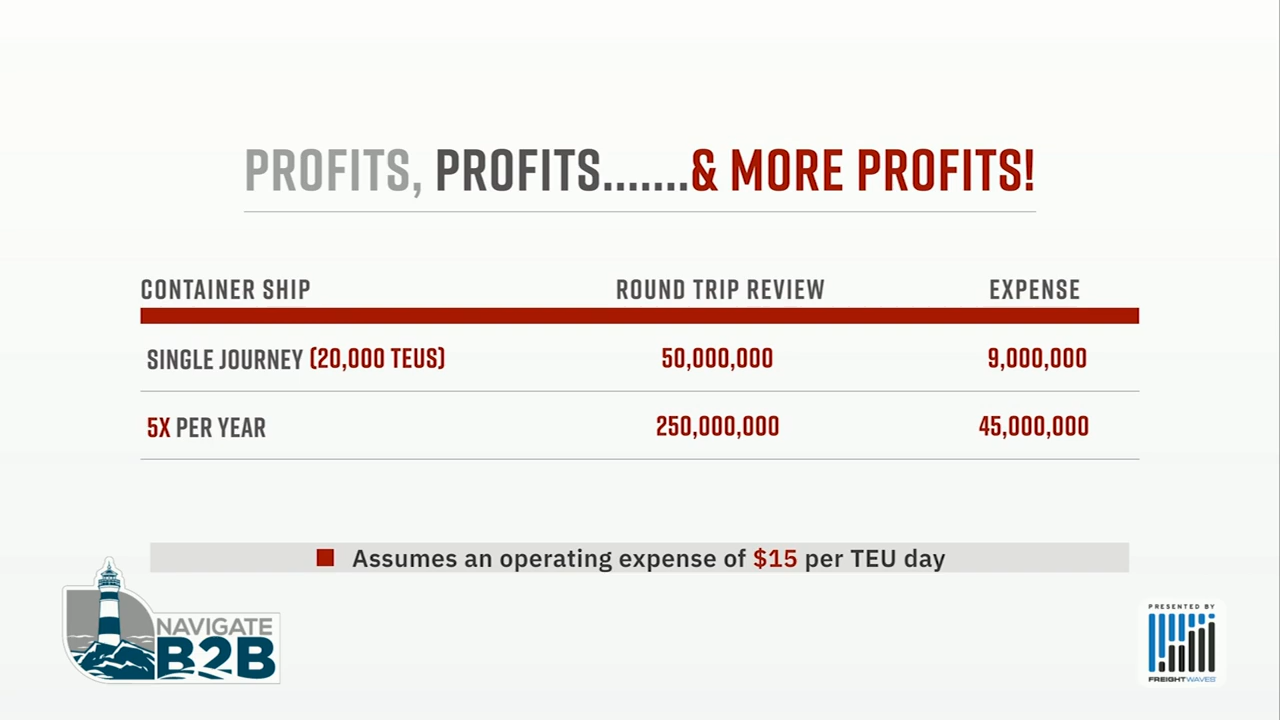 PROFITS, PROFITS.......& MORE PROFITS!
CONTAINER SHIP ROUND TRIP REVIEW EXPENSE
SINGLE JOURNEY (20,000 TEUS) 50,000,000 9,000,000
5X PER YEAR 250,000,000 45,000,000
Assumes an operating expense of $15 per TEU day
NAVIGATE
B2B
PRESENTED BY
FREIGHTWAVES